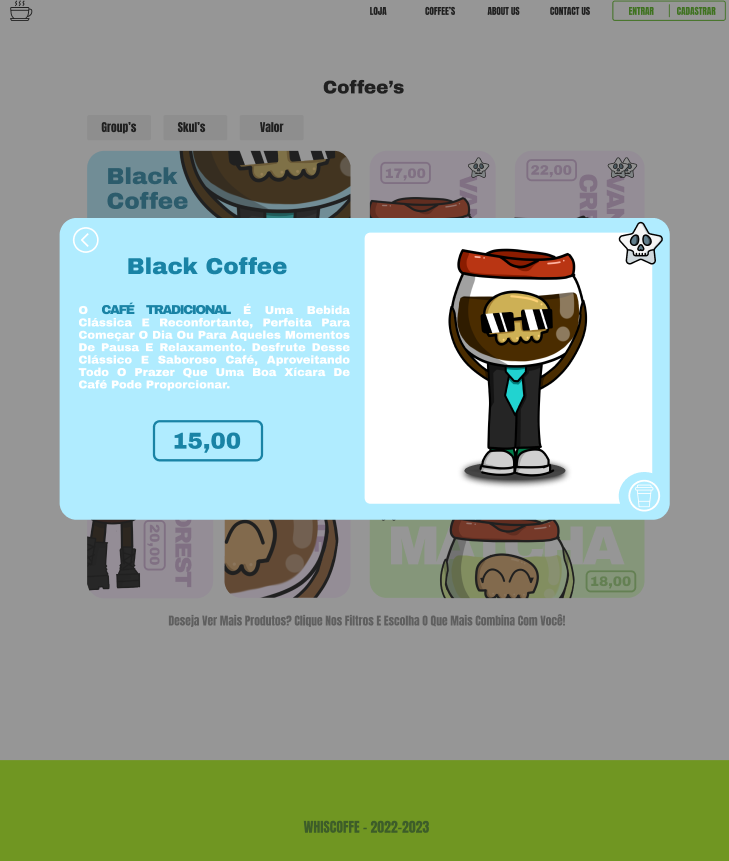 LOJA COFFEE'S ABOUT US CONTACT US ENTRAR CADASTRAR
Coffee's
Group's Skul's Valor
Black
Coffee
17,00
22,00
Black Coffee
O CAFÉ TRADICIONAL É Uma Bebida
Clássica E Reconfortante, Perfeita Para
Começar O Dia Ou Para Aqueles Momentos
De Pausa E Relaxamento. Desfruto Desse
Clássico E Saboroso Café, Aproveitando
Todo O Prazer Que Uma Boa Xícara De
Café Pode Proporcionar.
15,00
20,00
MATCHA
18,00
Deseja Ver Mais Produtos? Clique Nos Filtros E Escolha O Que Mais Combina Com Você!
WHISCOFFE - 2022-2023